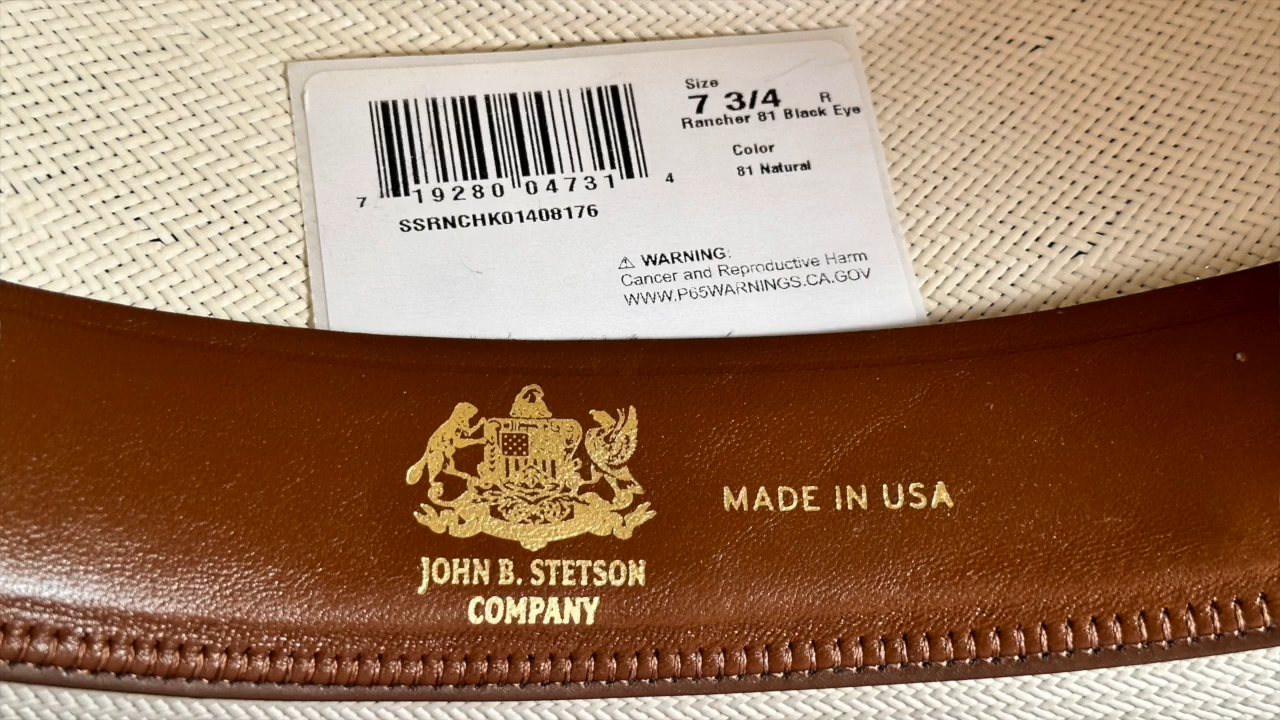 Size
7 3/4 R
Rancher 81 Black Eye
Color
81 Natural
7 19280 04731 4
SSRNCHK01408176
⚠ WARNING:
Cancer and Reproductive Harm
WWW.P65WARNINGS.CA.GOV
JOHN B. STETSON
COMPANY
MADE IN USA